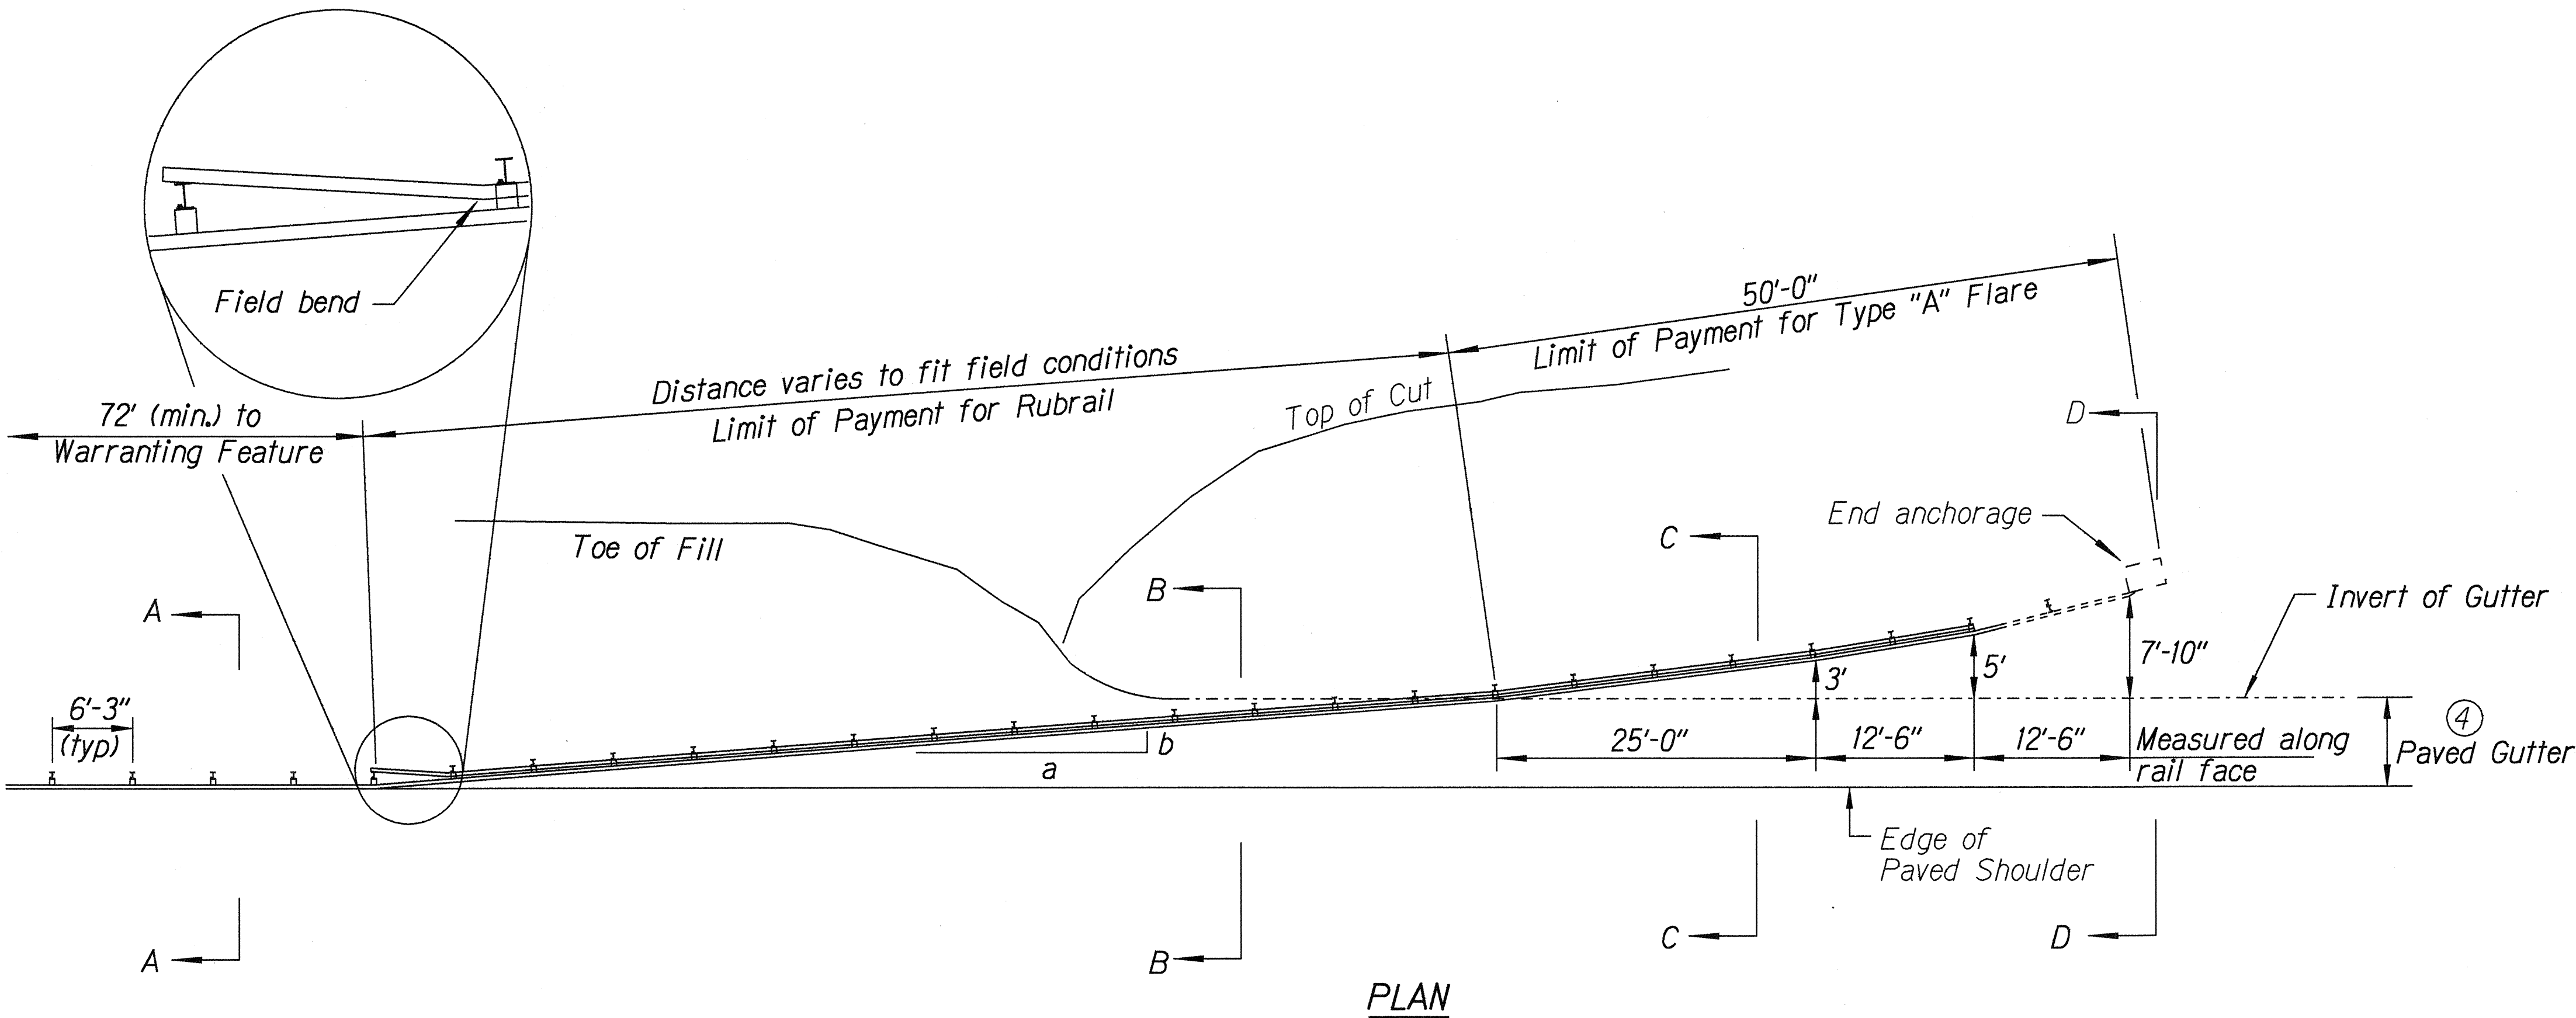 Field bend
50'-0"
Limit of Payment for Type "A" Flare
Distance varies to fit field conditions
Limit of Payment for Rubrail
72' (min.) to
Warranting Feature
Top of Cut
D
Toe of Fill
End anchorage
C
B
A
Invert of Gutter
6'-3"
(typ)
3'
5'
7'-10"
b
a
25'-0"
12'-6"
12'-6"
Measured along
rail face
4
Paved Gutter
Edge of
Paved Shoulder
A
B
C
D
PLAN